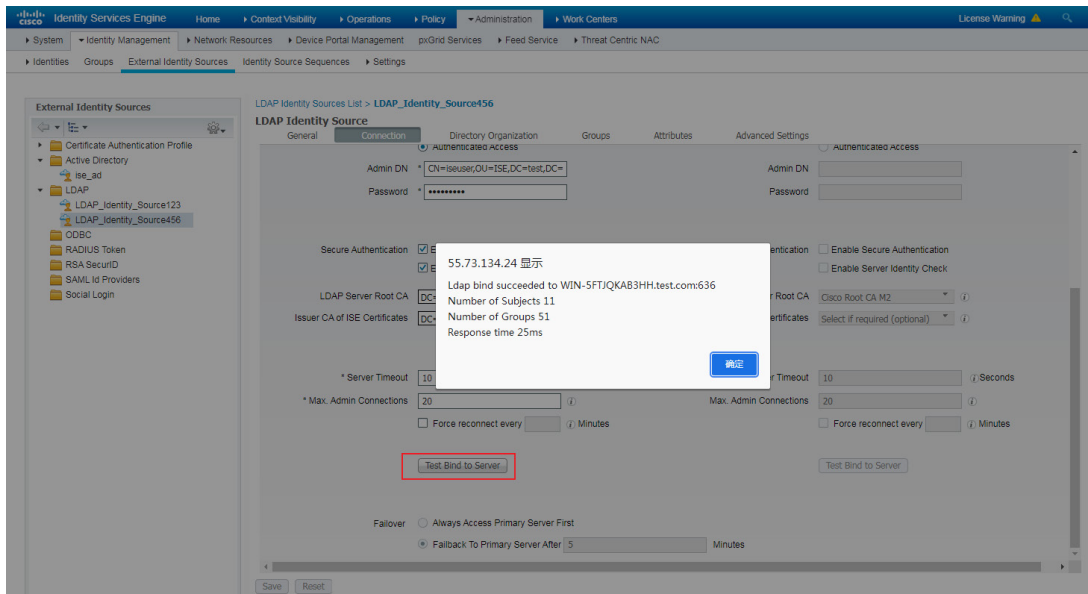 cisco Identity Services Engine Home Context Visibility Operations Policy Administration Work Centers License Warning
System Identity Management Network Resources Device Portal Management pxGrid Services Feed Service Threat Centric NAC
Identities Groups External Identity Sources Identity Source Sequences Settings
External Identity Sources
Certificate Authentication Profile
Active Directory
ise_ad
LDAP
LDAP_Identity_Source123
LDAP_Identity_Source456
ODBC
RADIUS Token
RSA SecurID
SAML Id Providers
Social Login
LDAP Identity Sources List > LDAP_Identity_Source456
LDAP Identity Source
General Connection Directory Organization Groups Attributes Advanced Settings
Authenticated Access Authenticated Access
Admin DN * CN=iseuser,OU=ISE,DC=test,DC= Admin DN
Password * ••••••••• Password
Secure Authentication E entication Enable Secure Authentication
E Enable Server Identity Check
LDAP Server Root CA DC= r Root CA Cisco Root CA M2
Issuer CA of ISE Certificates DC= ertificates Select if required (optional)
55.73.134.24 显示
Ldap bind succeeded to WIN-5FTJQKAB3HH.test.com:636
Number of Subjects 11
Number of Groups 51
Response time 25ms
确定
* Server Timeout 10 r Timeout 10 Seconds
* Max. Admin Connections 20 Max. Admin Connections 20
Force reconnect every Minutes Force reconnect every Minutes
Test Bind to Server Test Bind to Server
Failover Always Access Primary Server First
Failback To Primary Server After 5 Minutes
Save Reset